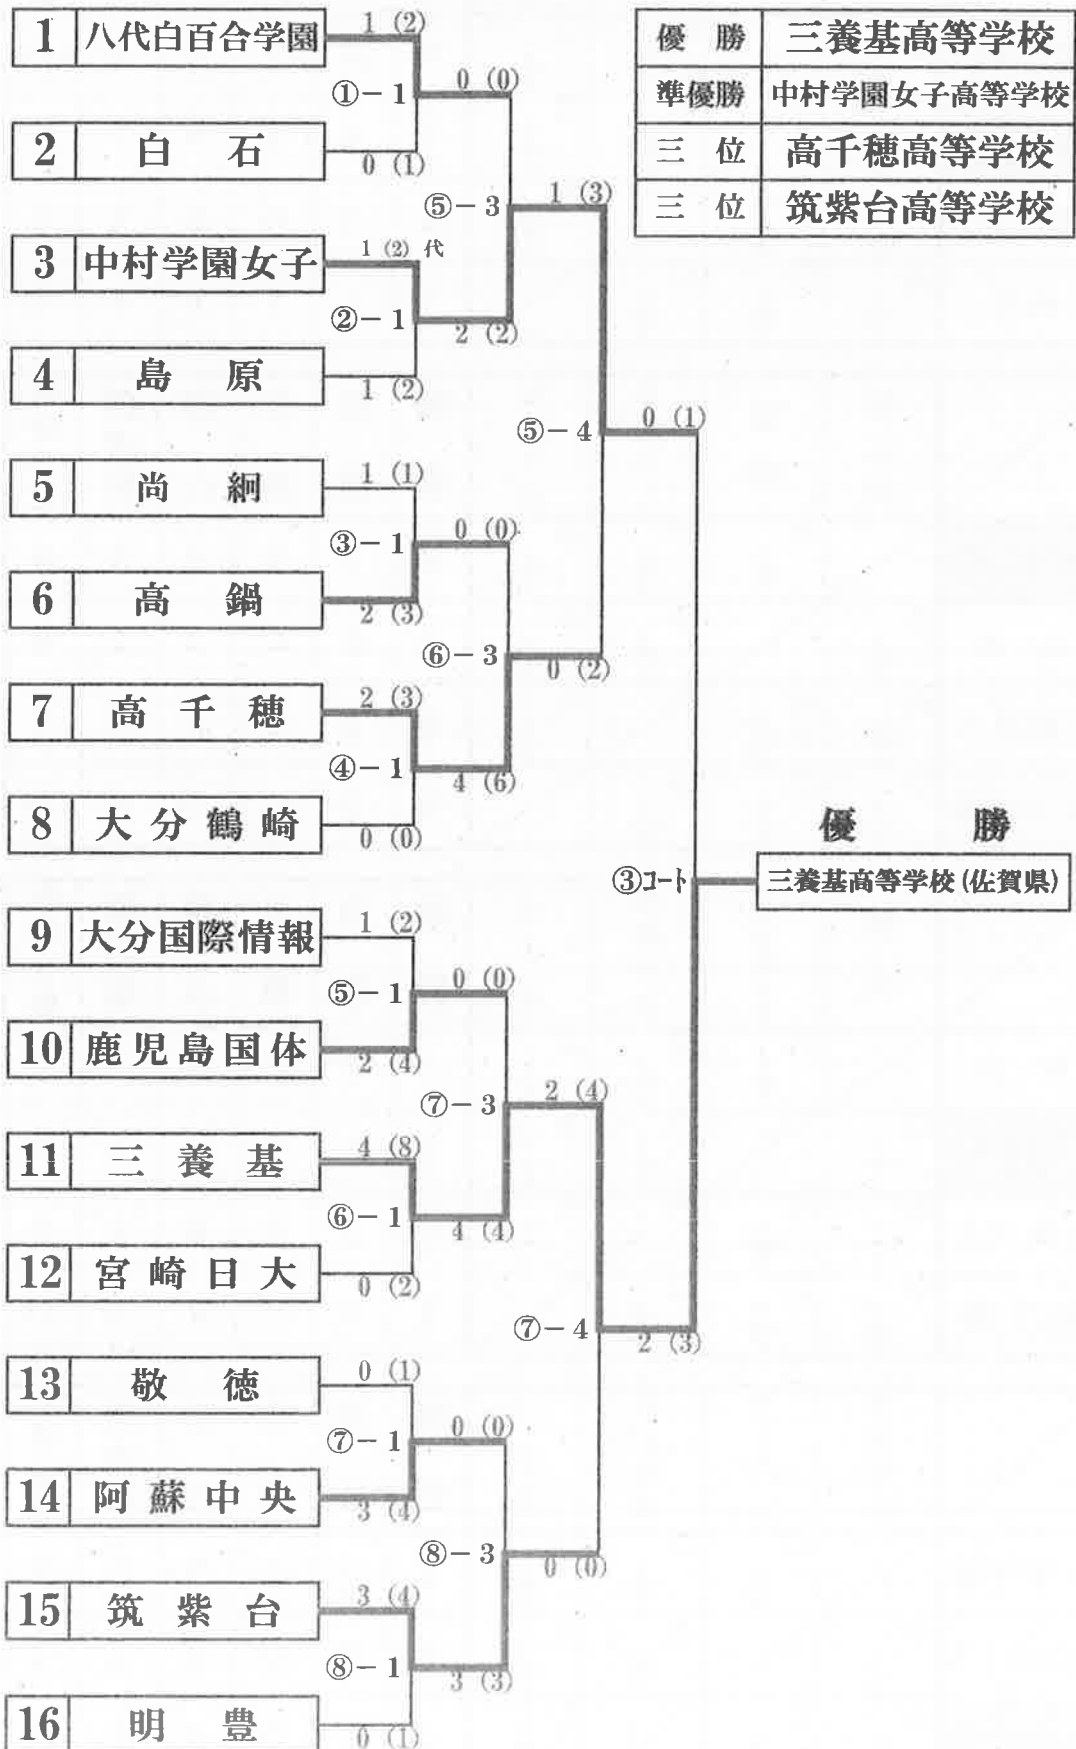 優勝 三養基高等学校
準優勝 中村学園女子高等学校
三位 高千穂高等学校
三位 筑紫台高等学校
1 八代白百合学園 1 (2)
①-1 0 (0)
2 白石 0 (1)
⑤-3 1 (3)
3 中村学園女子 1 (2) 代
②-1 2 (2)
4 島原 1 (2)
⑤-4 0 (1)
5 尚絅 1 (1)
③-1 0 (0)
6 高鍋 2 (3)
⑥-3 0 (2)
7 高千穂 2 (3)
④-1 4 (6)
8 大分鶴崎 0 (0)
優勝
③コート 三養基高等学校(佐賀県)
9 大分国際情報 1 (2)
⑤-1 0 (0)
10 鹿児島国体 2 (4)
⑦-3 2 (4)
11 三養基 4 (8)
⑥-1 4 (4)
12 宮崎日大 0 (2)
⑦-4 2 (3)
13 敬徳 0 (1)
⑦-1 0 (0)
14 阿蘇中央 3 (4)
⑧-3 0 (0)
15 筑紫台 3 (4)
⑧-1 3 (3)
16 明豊 0 (1)